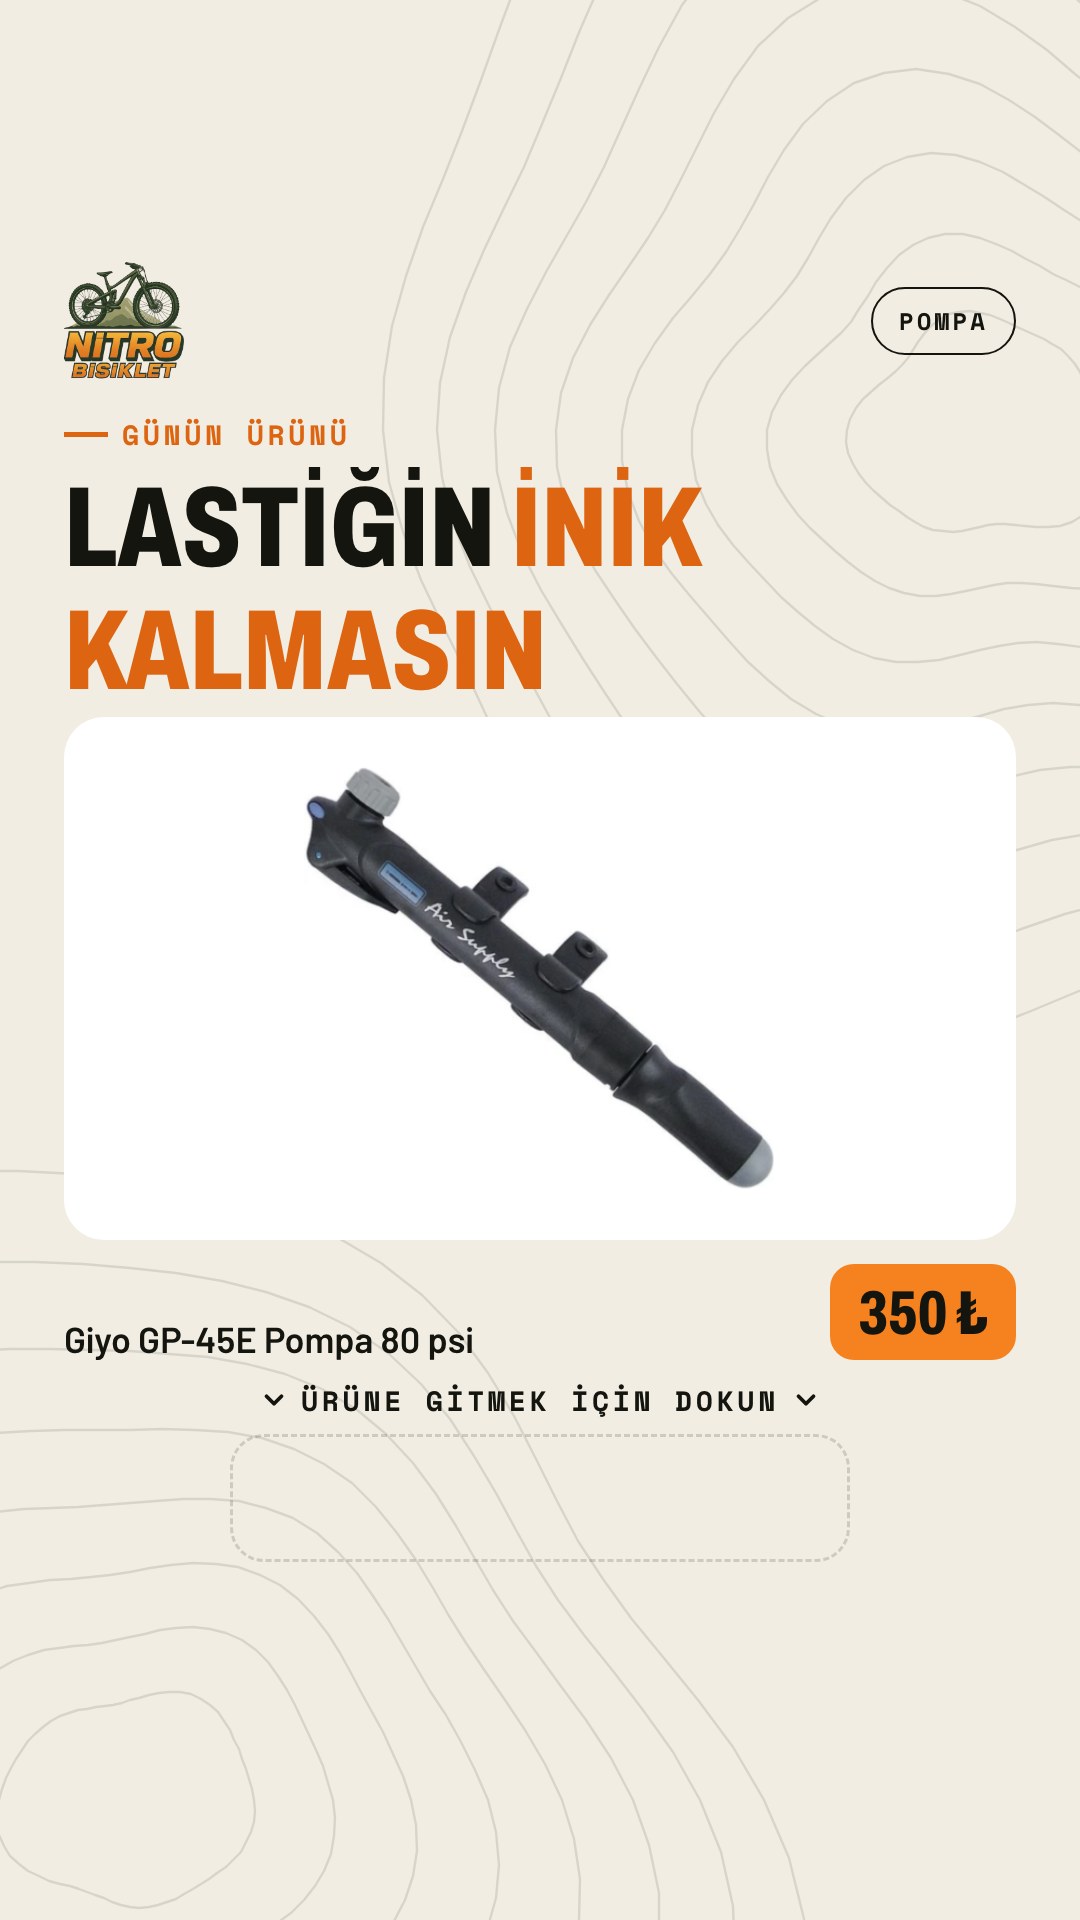 NiTRO
BiSiKLET
POMPA
GÜNÜN ÜRÜNÜ
LASTİĞİN İNİK
KALMASIN
Air Supply
Giyo GP-45E Pompa 80 psi
350 ₺
ÜRÜNE GİTMEK İÇİN DOKUN